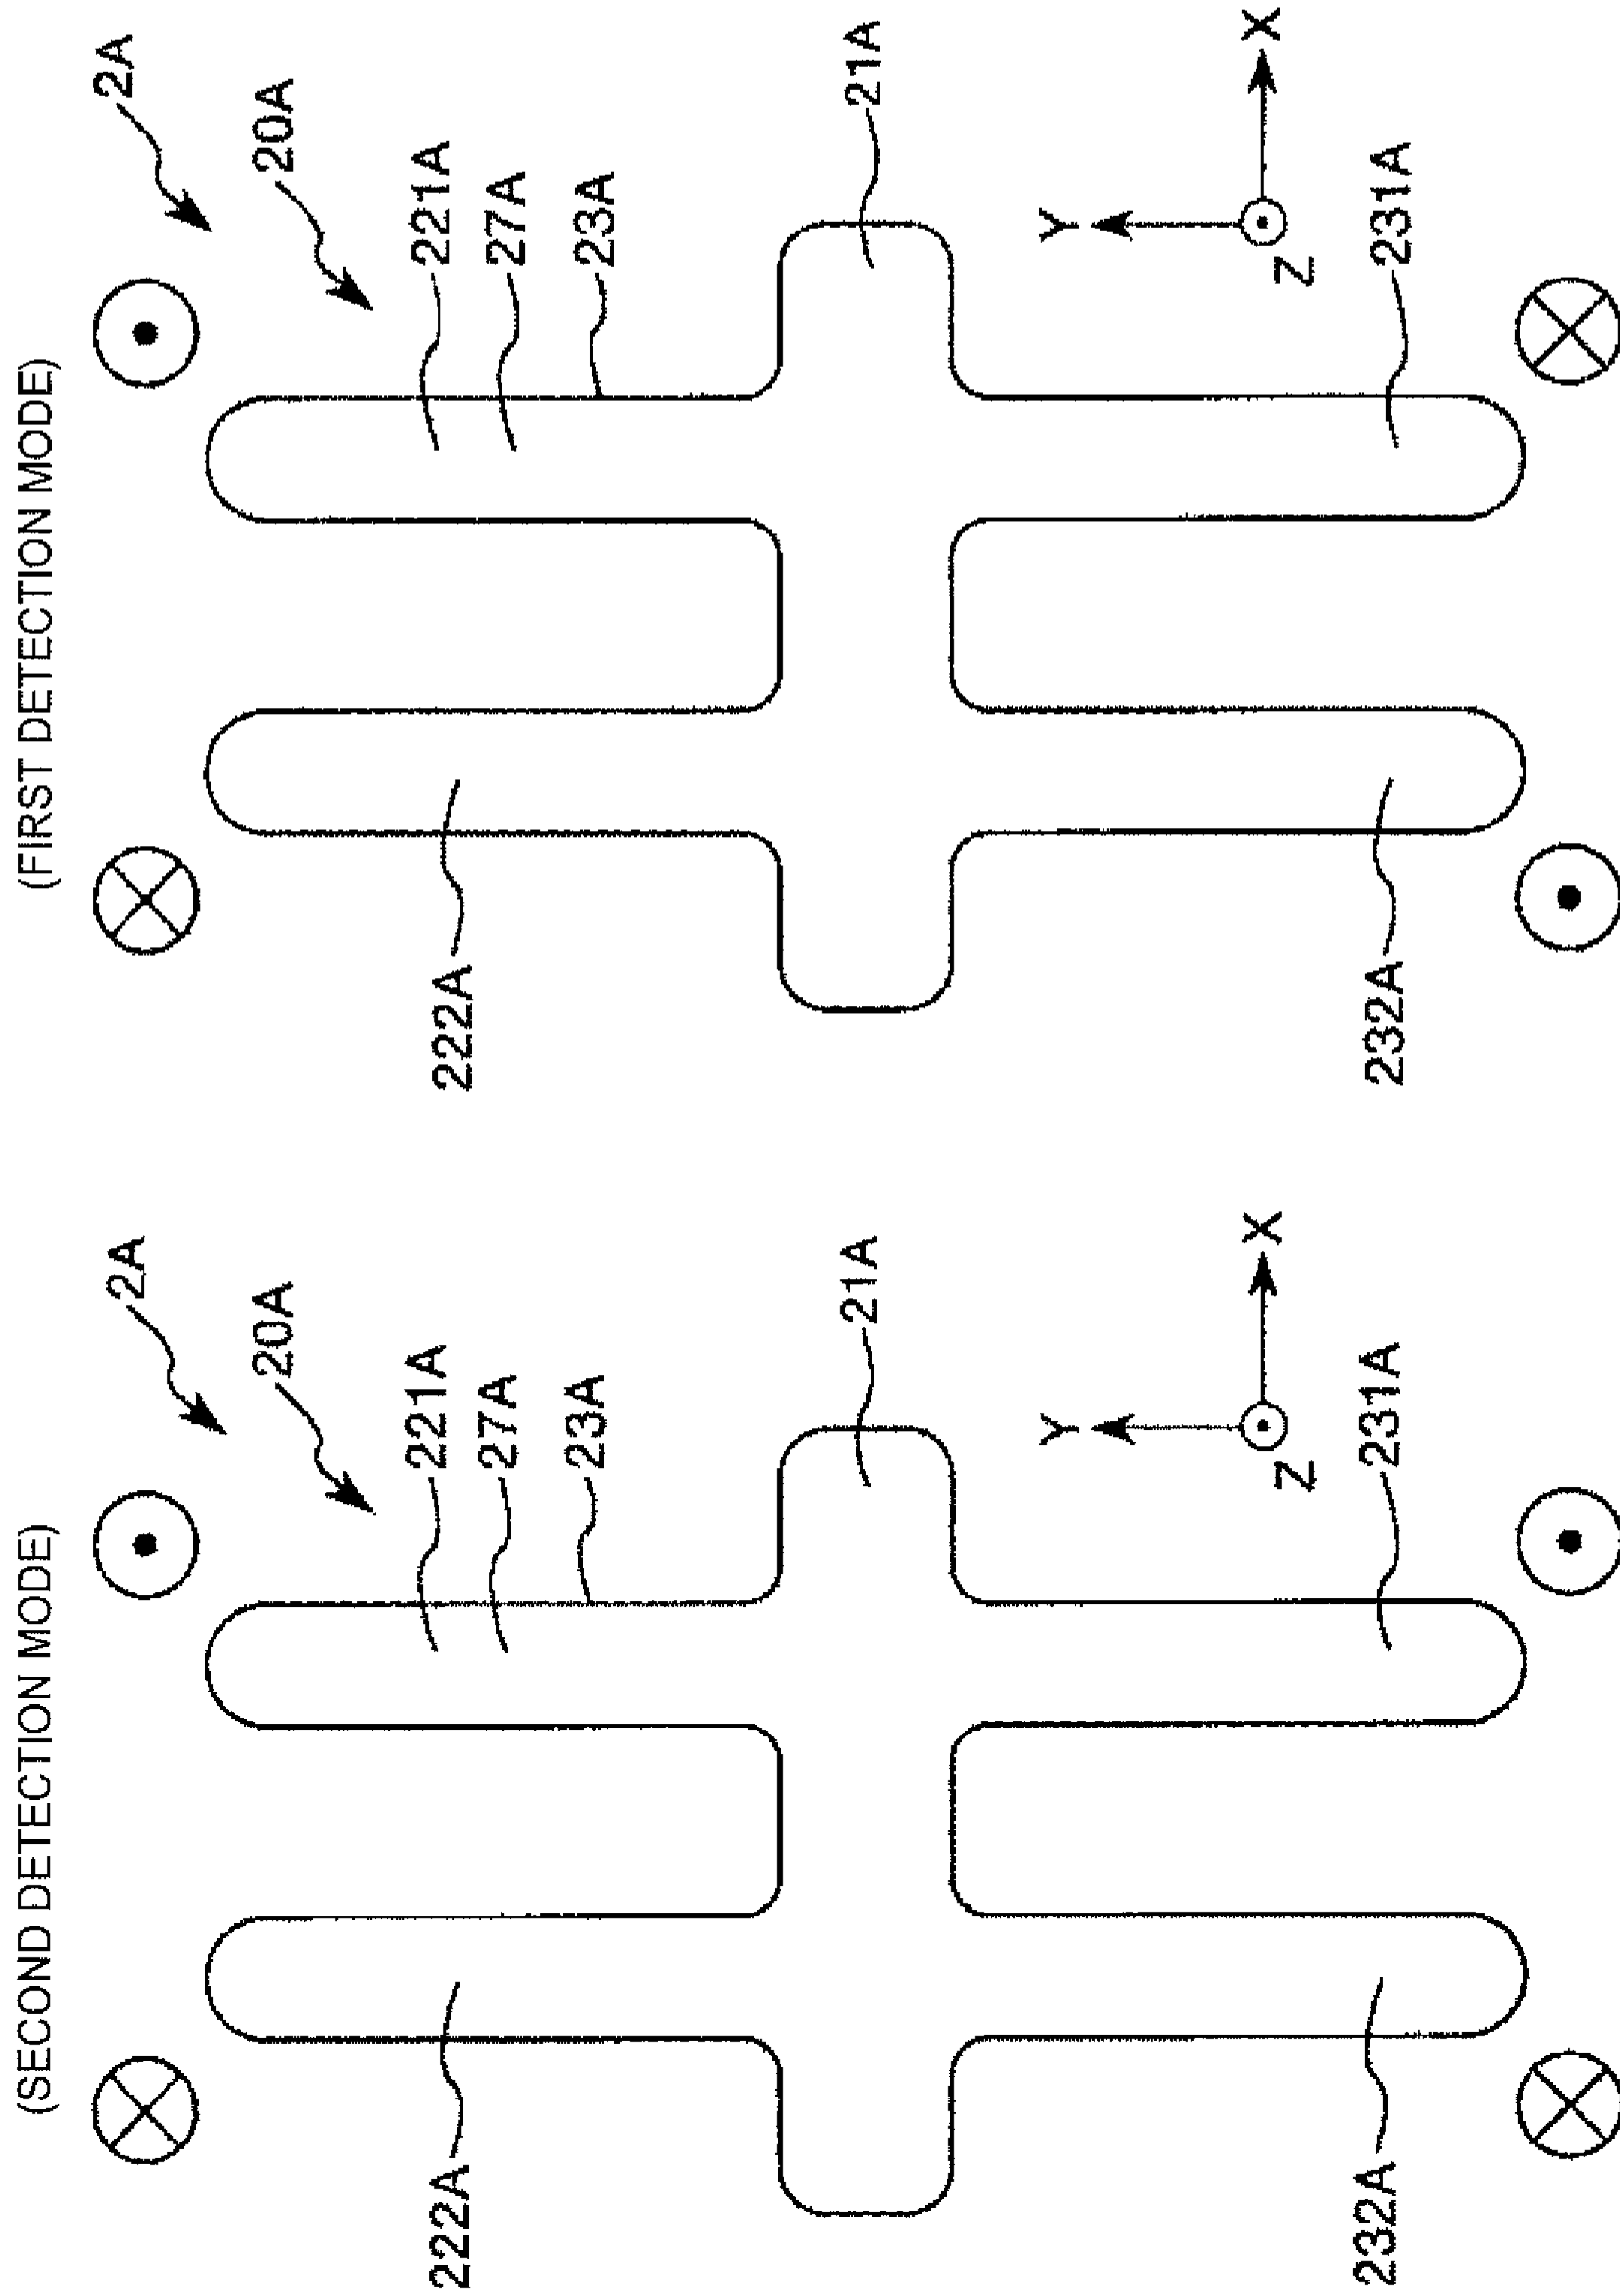 (SECOND DETECTION MODE)
2A
20A
221A
222A
27A
23A
21A
Y
X
Z
231A
232A
(FIRST DETECTION MODE)
2A
20A
221A
222A
27A
23A
21A
Y
X
Z
231A
232A